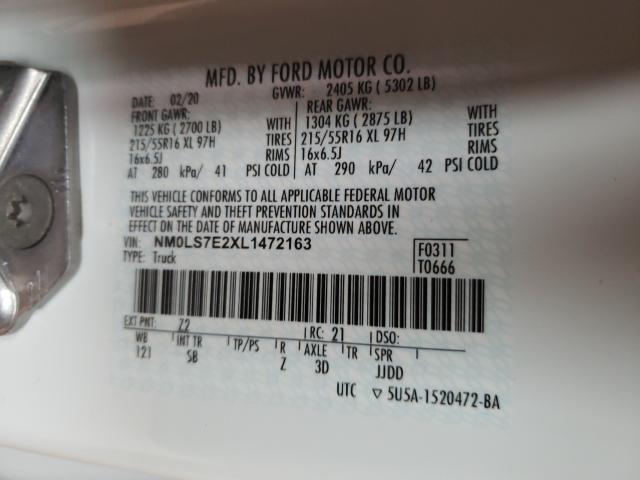 MFD. BY FORD MOTOR CO.
DATE: 02/20 GVWR: 2405 KG ( 5302 LB)
FRONT GAWR: REAR GAWR:
1225 KG ( 2700 LB) WITH 1304 KG ( 2875 LB) WITH
215/55R16 XL 97H TIRES 215/55R16 XL 97H TIRES
16x6.5J RIMS 16x6.5J RIMS
AT 280 kPa/ 41 PSI COLD AT 290 kPa/ 42 PSI COLD
THIS VEHICLE CONFORMS TO ALL APPLICABLE FEDERAL MOTOR
VEHICLE SAFETY AND THEFT PREVENTION STANDARDS IN
EFFECT ON THE DATE OF MANUFACTURE SHOWN ABOVE.
VIN: NM0LS7E2XL1472163 F0311
TYPE: Truck T0666
EXT PNT: Z2 RC: 21 DSO:
WB INT TR TP/PS R AXLE TR SPR
121 SB Z 3D JJDD
UTC ▽ 5U5A-1520472-BA